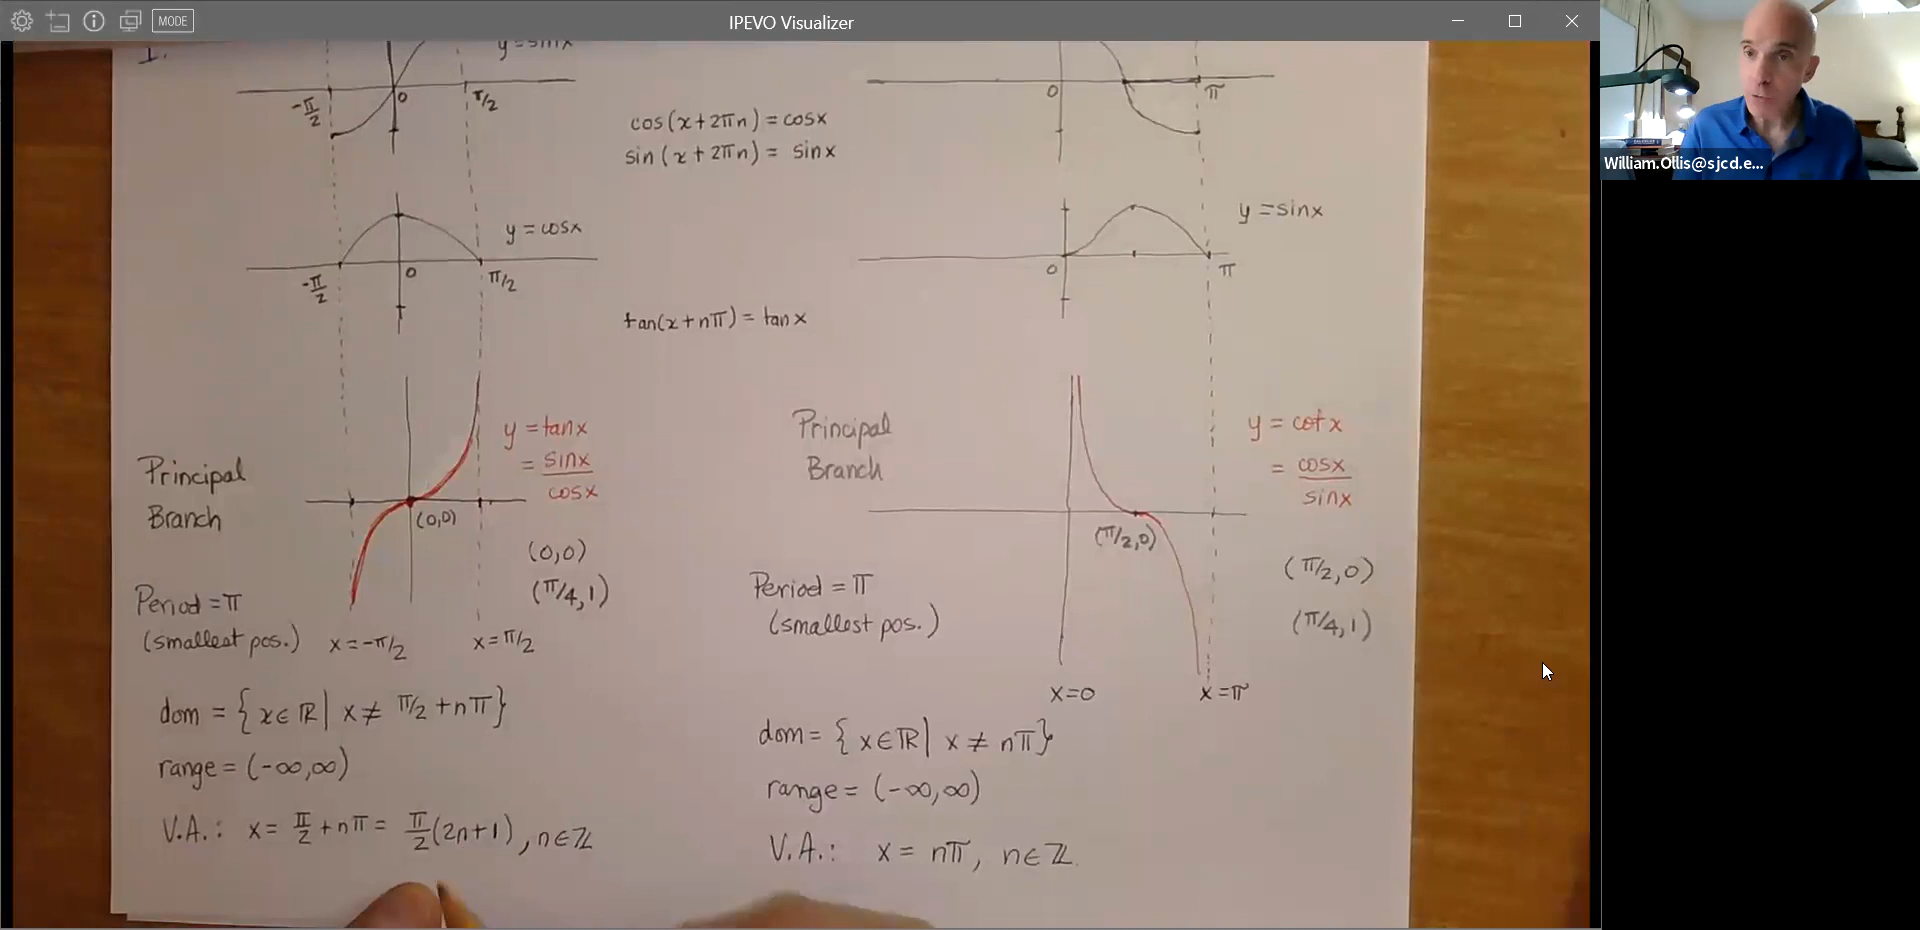 MODE
IPEVO Visualizer
William.Ollis@sjcd.e...
I.
y=sinx
-π/2
0
π/2
0
π
cos(x+2πn)=cosx
sin(x+2πn)= sinx
y=cosx
-π/2
0
π/2
y=sinx
0
π
tan(x+nπ)=tanx
Principal
Branch
y=tanx
= sinx/cosx
(0,0)
(0,0)
(π/4,1)
Period=π
(smallest pos.)
x=-π/2
x=π/2
dom = {x∈ℝ| x≠ π/2+nπ}
range= (-∞,∞)
V.A.: x= π/2+nπ= π/2(2n+1), n∈ℤ
Principal
Branch
y = cotx
= cosx/sinx
(π/2,0)
(π/2,0)
(π/4,1)
Period=π
(smallest pos.)
x=0
x=π
dom= {x∈ℝ| x≠nπ}
range= (-∞,∞)
V.A.: x= nπ, n∈ℤ.